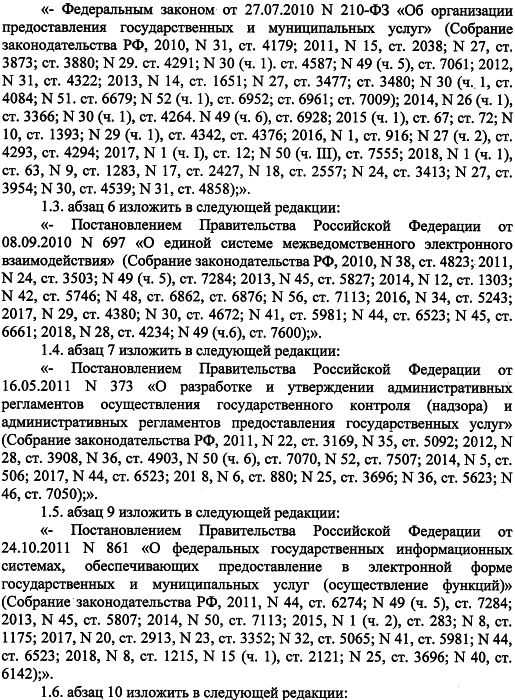 «- Федеральным законом от 27.07.2010 N 210-ФЗ «Об организации
предоставления государственных и муниципальных услуг» (Собрание
законодательства РФ, 2010, N 31, ст. 4179; 2011, N 15, ст. 2038; N 27, ст.
3873; ст. 3880; N 29. ст. 4291; N 30 (ч. 1). ст. 4587; N 49 (ч. 5), ст. 7061; 2012,
N 31, ст. 4322; 2013, N 14, ст. 1651; N 27, ст. 3477; ст. 3480; N 30 (ч. 1, ст.
4084; N 51. ст. 6679; N 52 (ч. 1), ст. 6952; ст. 6961; ст. 7009); 2014, N 26 (ч. 1),
ст. 3366; N 30 (ч. 1), ст. 4264. N 49 (ч. 6), ст. 6928; 2015 (ч. 1), ст. 67; ст. 72; N
10, ст. 1393; N 29 (ч. 1), ст. 4342, ст. 4376; 2016, N 1, ст. 916; N 27 (ч. 2), ст.
4293, ст. 4294; 2017, N 1 (ч. I), ст. 12; N 50 (ч. III), ст. 7555; 2018, N 1 (ч. 1),
ст. 63, N 9, ст. 1283, N 17, ст. 2427, N 18, ст. 2557; N 24, ст. 3413; N 27, ст.
3954; N 30, ст. 4539; N 31, ст. 4858);».
1.3. абзац 6 изложить в следующей редакции:
«- Постановлением Правительства Российской Федерации от
08.09.2010 N 697 «О единой системе межведомственного электронного
взаимодействия» (Собрание законодательства РФ, 2010, N 38, ст. 4823; 2011,
N 24, ст. 3503; N 49 (ч. 5), ст. 7284; 2013, N 45, ст. 5827; 2014, N 12, ст. 1303;
N 42, ст. 5746; N 48, ст. 6862, ст. 6876; N 56, ст. 7113; 2016, N 34, ст. 5243;
2017, N 29, ст. 4380; N 30, ст. 4672; N 41, ст. 5981; N 44, ст. 6523; N 45, ст.
6661; 2018, N 28, ст. 4234; N 49 (ч.6), ст. 7600);».
1.4. абзац 7 изложить в следующей редакции:
«- Постановлением Правительства Российской Федерации от
16.05.2011 N 373 «О разработке и утверждении административных
регламентов осуществления государственного контроля (надзора) и
административных регламентов предоставления государственных услуг»
(Собрание законодательства РФ, 2011, N 22, ст. 3169, N 35, ст. 5092; 2012, N
28, ст. 3908, N 36, ст. 4903, N 50 (ч. 6), ст. 7070, N 52, ст. 7507; 2014, N 5, ст.
506; 2017, N 44, ст. 6523; 201 8, N 6, ст. 880; N 25, ст. 3696; N 36, ст. 5623; N
46, ст. 7050);».
1.5. абзац 9 изложить в следующей редакции:
«- Постановлением Правительства Российской Федерации от
24.10.2011 N 861 «О федеральных государственных информационных
системах, обеспечивающих предоставление в электронной форме
государственных и муниципальных услуг (осуществление функций)»
(Собрание законодательства РФ, 2011, N 44, ст. 6274; N 49 (ч. 5), ст. 7284;
2013, N 45, ст. 5807; 2014, N 50, ст. 7113; 2015, N 1 (ч. 2), ст. 283; N 8, ст.
1175; 2017, N 20, ст. 2913, N 23, ст. 3352; N 32, ст. 5065; N 41, ст. 5981; N 44,
ст. 6523; 2018, N 8, ст. 1215, N 15 (ч. 1), ст. 2121; N 25, ст. 3696; N 40, ст.
6142);»
1.6. абзац 10 изложить в следующей редакции: